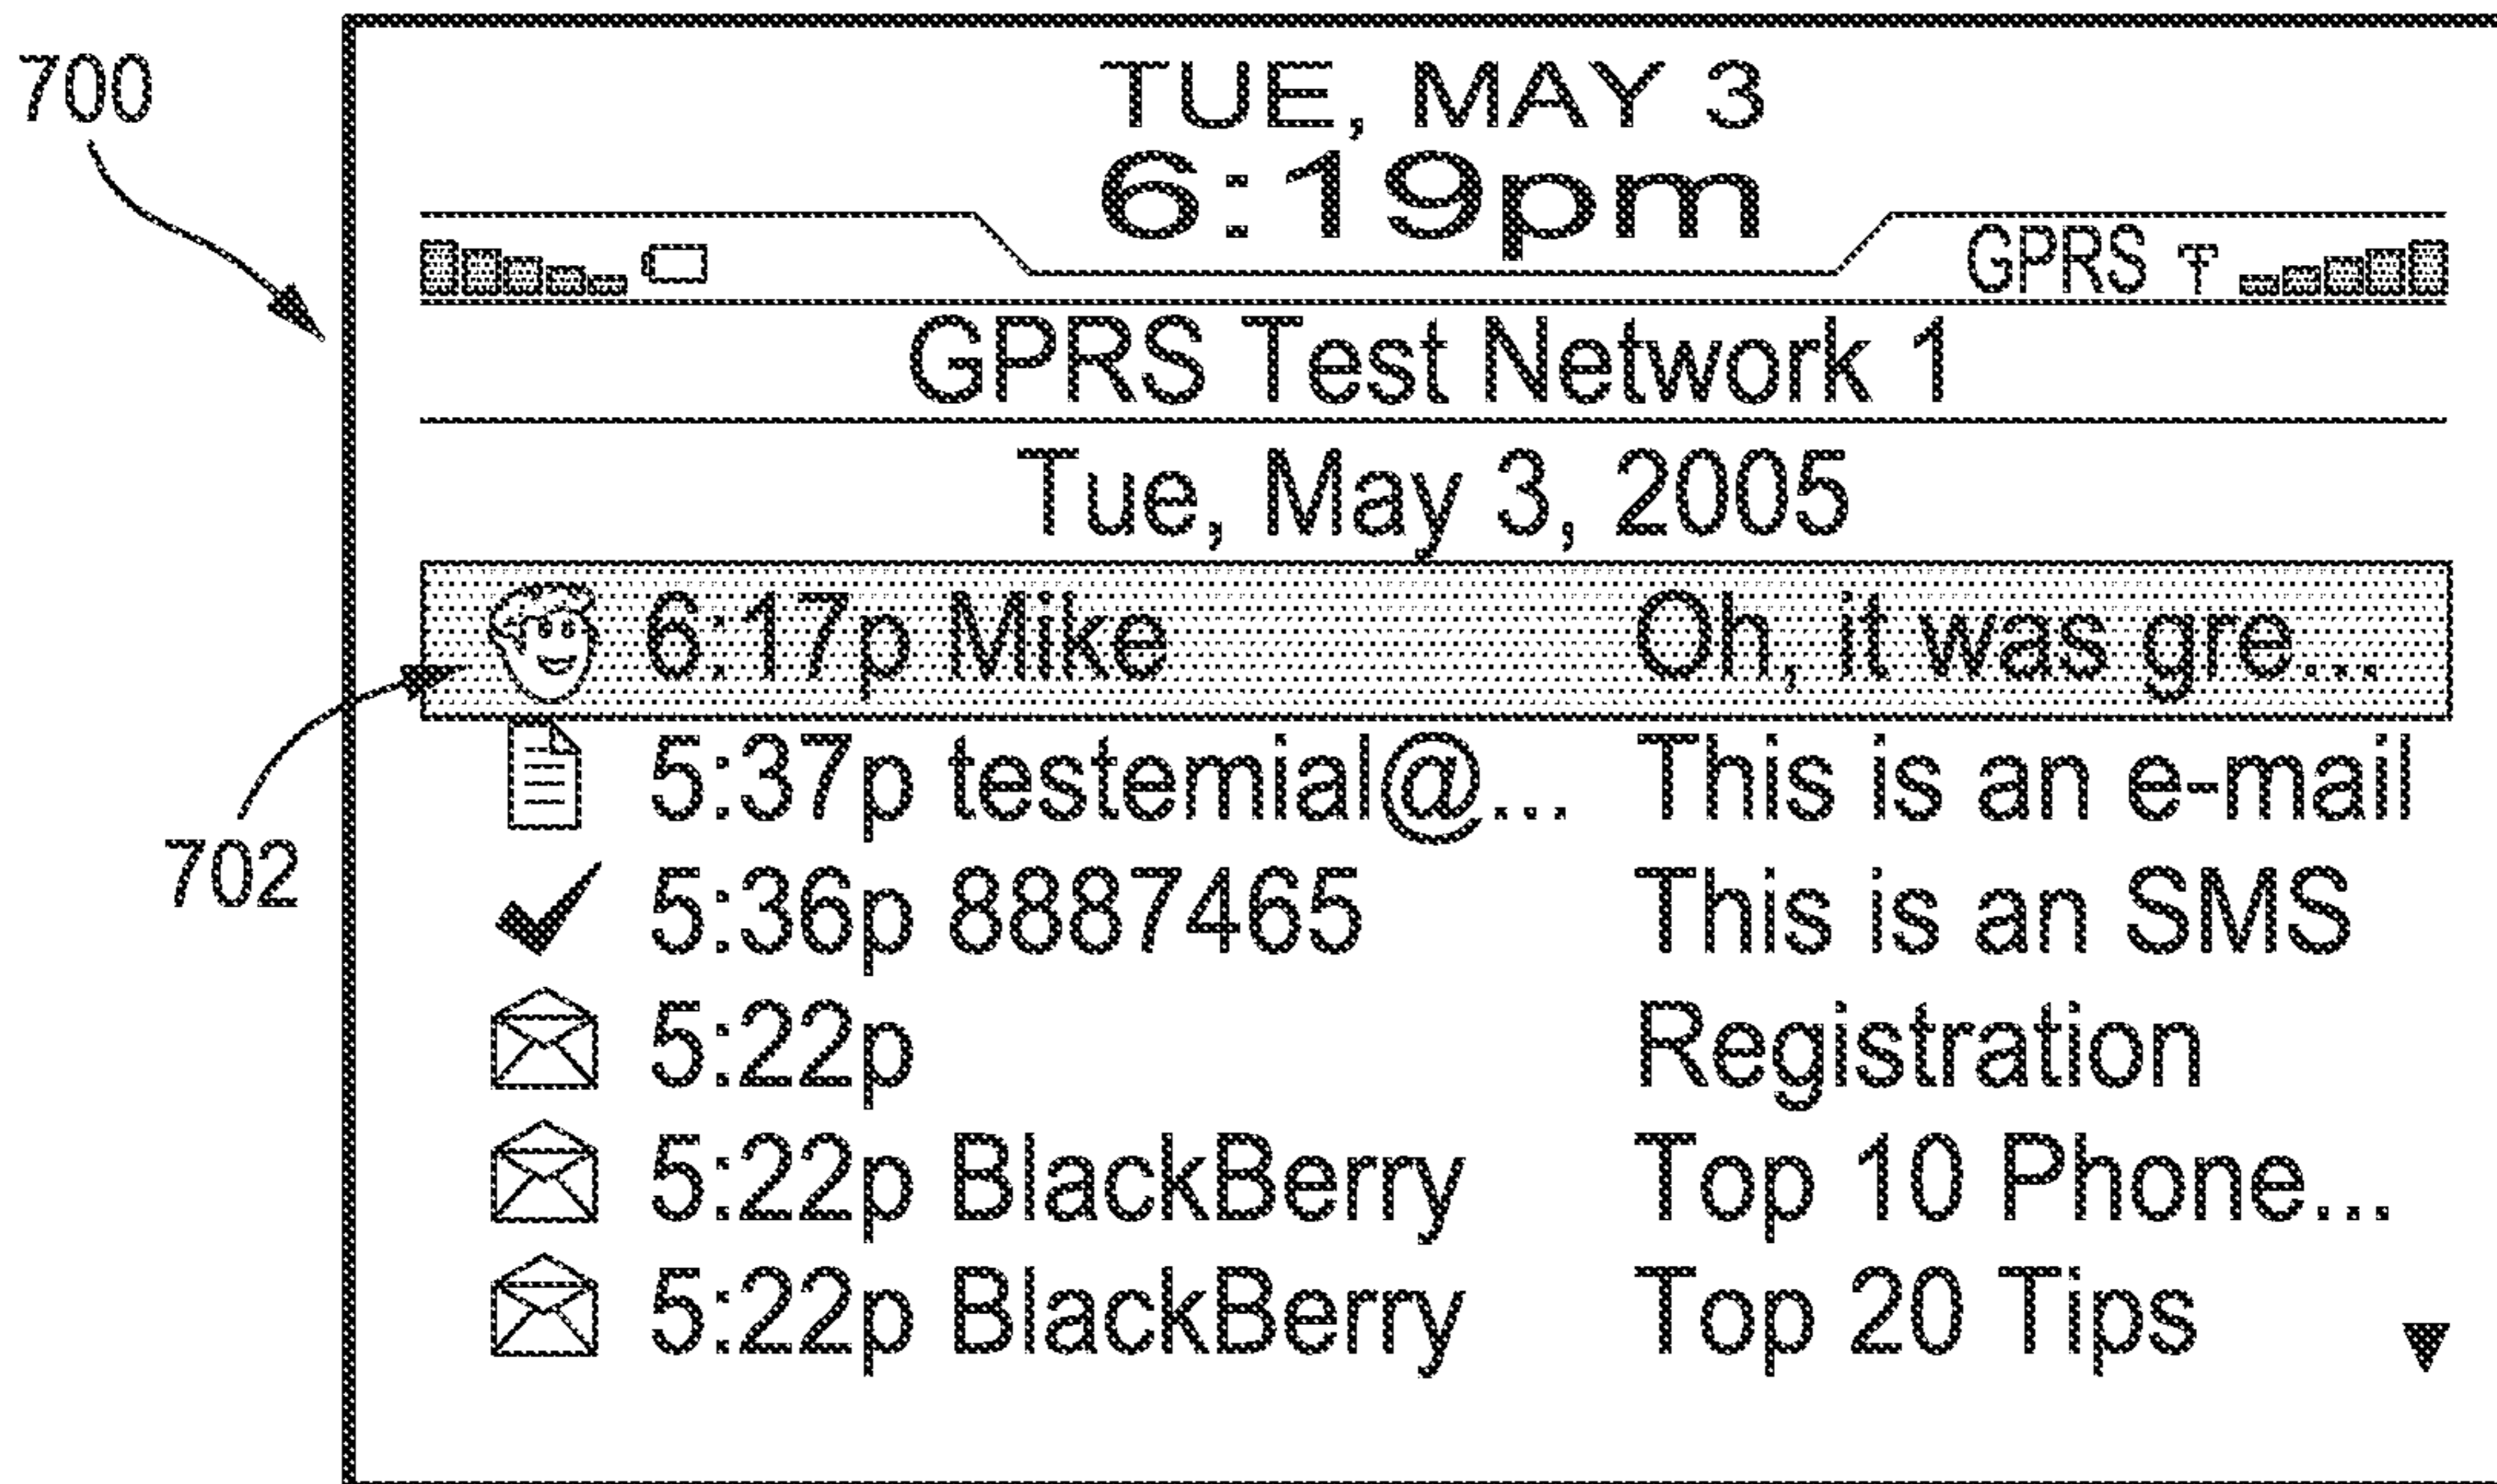 700
TUE, MAY 3
6:19pm
GPRS
GPRS Test Network 1
Tue, May 3, 2005
6:17p Mike Oh, it was gre...
5:37p testemial@... This is an e-mail
702
5:36p 8887465 This is an SMS
5:22p Registration
5:22p BlackBerry Top 10 Phone...
5:22p BlackBerry Top 20 Tips